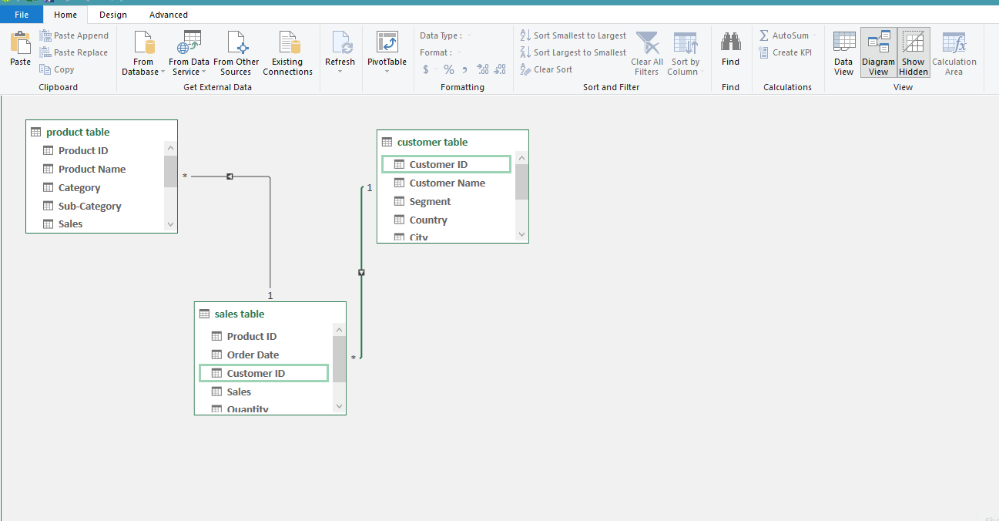 File Home Design Advanced
Paste
Paste Append
Paste Replace
Copy
Clipboard
From Database
From Data Service
From Other Sources
Existing Connections
Get External Data
Refresh
PivotTable
Data Type :
Format :
$ % , .00 .00
Formatting
Sort Smallest to Largest
Sort Largest to Smallest
Clear Sort
Clear All Filters
Sort by Column
Sort and Filter
Find
Find
AutoSum
Create KPI
Calculations
Data View
Diagram View
Show Hidden
Calculation Area
View
product table
Product ID
Product Name
Category
Sub-Category
Sales
*
1
customer table
Customer ID
Customer Name
Segment
Country
City
1
*
sales table
Product ID
Order Date
Customer ID
Sales
Quantity